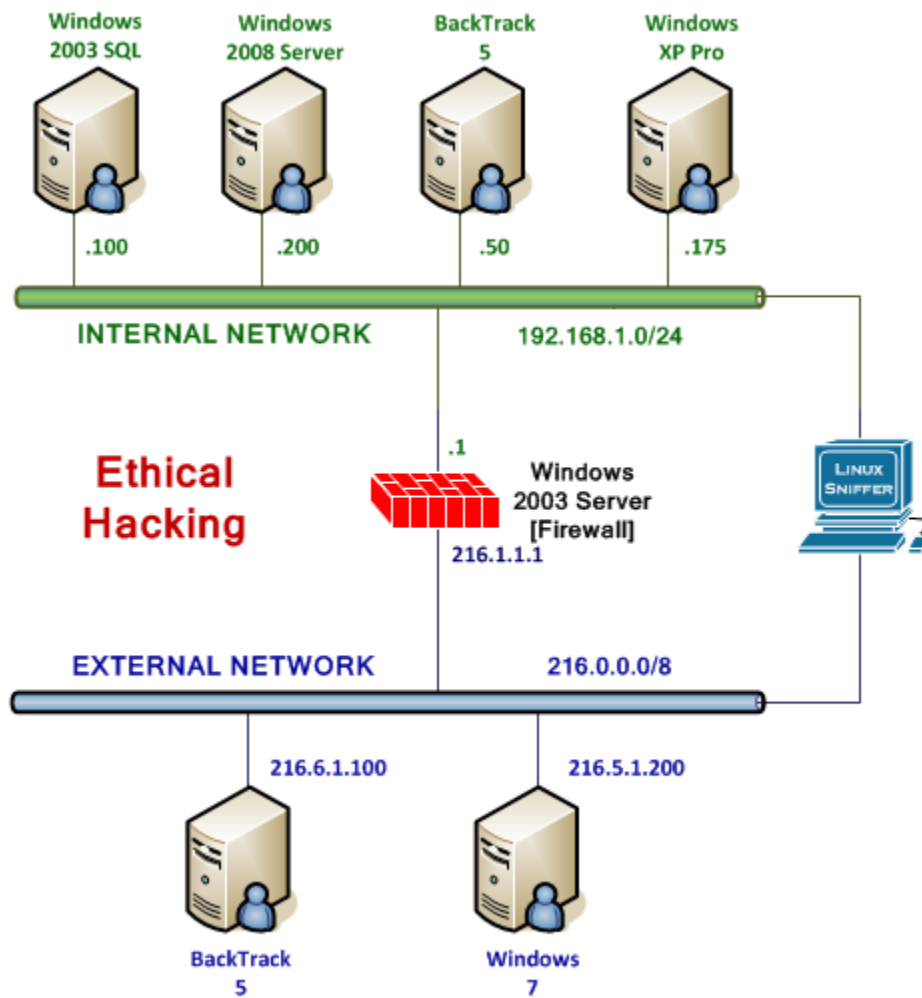 Windows
2003 SQL
Windows
2008 Server
BackTrack
5
Windows
XP Pro
.100
.200
.50
.175
INTERNAL NETWORK
192.168.1.0/24
Ethical
Hacking
.1
Windows
2003 Server
[Firewall]
216.1.1.1
LINUX
SNIFFER
EXTERNAL NETWORK
216.0.0.0/8
216.6.1.100
216.5.1.200
BackTrack
5
Windows
7